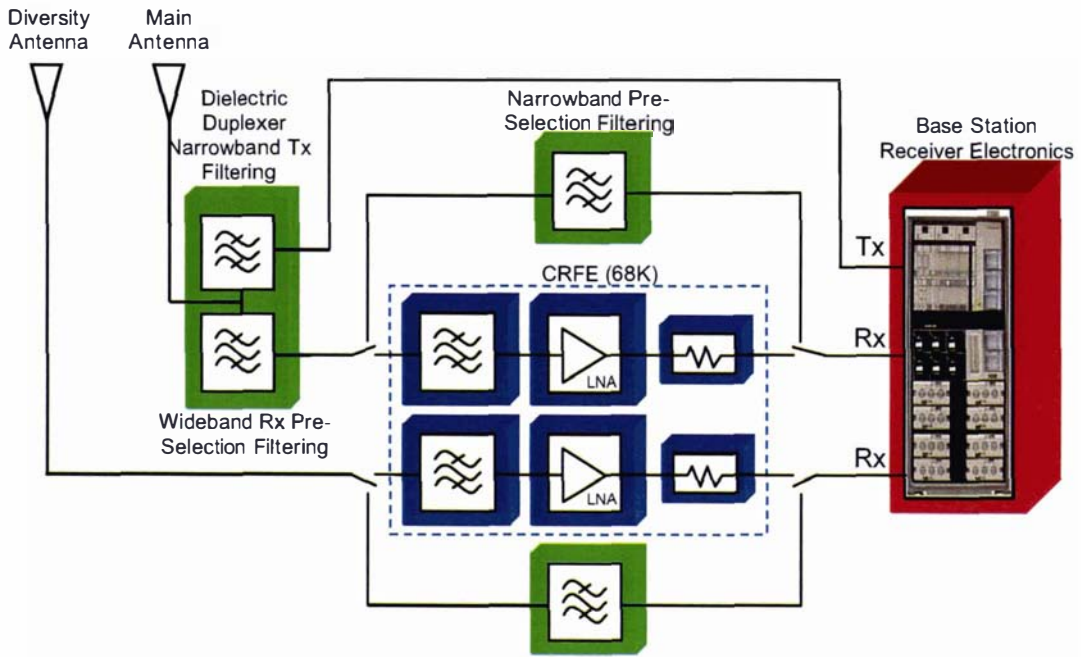 Diversity
Antenna
Main
Antenna
Dielectric
Duplexer
Narrowband Tx
Filtering
Narrowband Pre-
Selection Filtering
Base Station
Receiver Electronics
Tx
CRFE (68K)
LNA
Rx
Wideband Rx Pre-
Selection Filtering
LNA
Rx